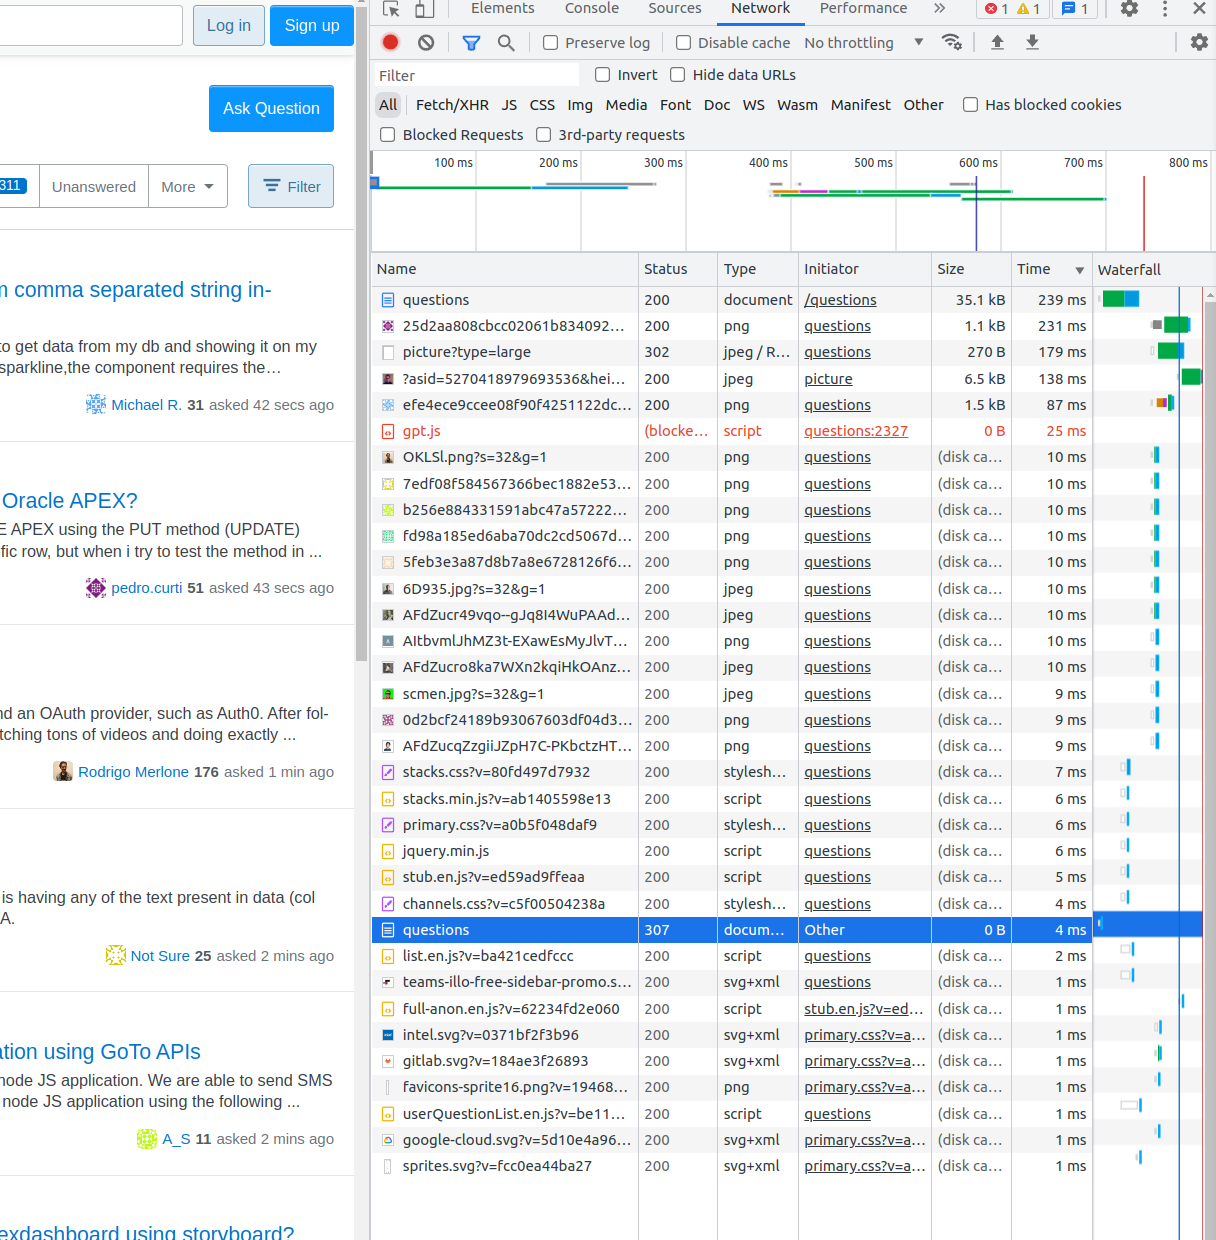 Log in
Sign up
Ask Question
311
Unanswered
More
Filter
m comma separated string in-
to get data from my db and showing it on my
sparkline,the component requires the…
Michael R. 31 asked 42 secs ago
Oracle APEX?
E APEX using the PUT method (UPDATE)
fic row, but when i try to test the method in ...
pedro.curti 51 asked 43 secs ago
nd an OAuth provider, such as Auth0. After fol-
tching tons of videos and doing exactly ...
Rodrigo Merlone 176 asked 1 min ago
is having any of the text present in data (col
A.
Not Sure 25 asked 2 mins ago
ation using GoTo APIs
node JS application. We are able to send SMS
node JS application using the following ...
A_S 11 asked 2 mins ago
exdashboard using storyboard?
Elements Console Sources Network Performance » 1 1 1
Preserve log Disable cache No throttling
Filter Invert Hide data URLs
All Fetch/XHR JS CSS Img Media Font Doc WS Wasm Manifest Other Has blocked cookies
Blocked Requests 3rd-party requests
100 ms 200 ms 300 ms 400 ms 500 ms 600 ms 700 ms 800 ms
Name Status Type Initiator Size Time Waterfall
questions 200 document /questions 35.1 kB 239 ms
25d2aa808cbcc02061b834092... 200 png questions 1.1 kB 231 ms
picture?type=large 302 jpeg / R... questions 270 B 179 ms
?asid=5270418979693536&hei... 200 jpeg picture 6.5 kB 138 ms
efe4ece9ccee08f90f4251122dc... 200 png questions 1.5 kB 87 ms
gpt.js (blocke... script questions:2327 0 B 25 ms
OKLSl.png?s=32&g=1 200 png questions (disk ca... 10 ms
7edf08f584567366bec1882e53... 200 png questions (disk ca... 10 ms
b256e884331591abc47a57222... 200 png questions (disk ca... 10 ms
fd98a185ed6aba70dc2cd5067d... 200 png questions (disk ca... 10 ms
5feb3e3a87d8b7a8e6728126f6... 200 png questions (disk ca... 10 ms
6D935.jpg?s=32&g=1 200 jpeg questions (disk ca... 10 ms
AFdZucr49vqo--gJq8I4WuPAAd... 200 jpeg questions (disk ca... 10 ms
AItbvmlJhMZ3t-EXawEsMyJlvT... 200 png questions (disk ca... 10 ms
AFdZucro8ka7WXn2kqiHkOAnz... 200 jpeg questions (disk ca... 10 ms
scmen.jpg?s=32&g=1 200 jpeg questions (disk ca... 9 ms
0d2bcf24189b93067603df04d3... 200 png questions (disk ca... 9 ms
AFdZucqZzgiiJZpH7C-PKbctzHT... 200 png questions (disk ca... 9 ms
stacks.css?v=80fd497d7932 200 stylesh... questions (disk ca... 7 ms
stacks.min.js?v=ab1405598e13 200 script questions (disk ca... 6 ms
primary.css?v=a0b5f048daf9 200 stylesh... questions (disk ca... 6 ms
jquery.min.js 200 script questions (disk ca... 6 ms
stub.en.js?v=ed59ad9ffeaa 200 script questions (disk ca... 5 ms
channels.css?v=c5f00504238a 200 stylesh... questions (disk ca... 4 ms
questions 307 docum... Other 0 B 4 ms
list.en.js?v=ba421cedfccc 200 script questions (disk ca... 2 ms
teams-illo-free-sidebar-promo.s... 200 svg+xml questions (disk ca... 1 ms
full-anon.en.js?v=62234fd2e060 200 script stub.en.js?v=ed... (disk ca... 1 ms
intel.svg?v=0371bf2f3b96 200 svg+xml primary.css?v=a... (disk ca... 1 ms
gitlab.svg?v=184ae3f26893 200 svg+xml primary.css?v=a... (disk ca... 1 ms
favicons-sprite16.png?v=19468... 200 png primary.css?v=a... (disk ca... 1 ms
userQuestionList.en.js?v=be11... 200 script questions (disk ca... 1 ms
google-cloud.svg?v=5d10e4a96... 200 svg+xml primary.css?v=a... (disk ca... 1 ms
sprites.svg?v=fcc0ea44ba27 200 svg+xml primary.css?v=a... (disk ca... 1 ms